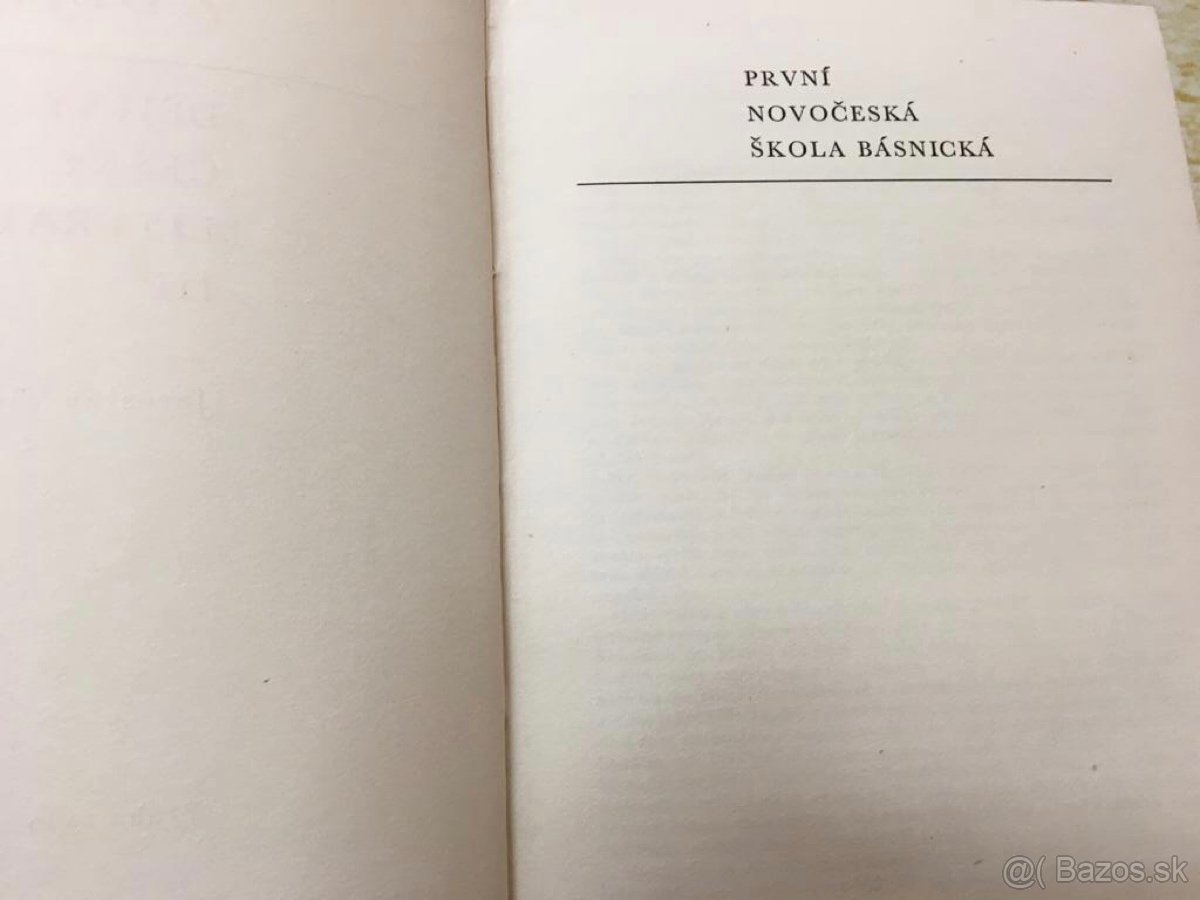 PRVNÍ
NOVOČESKÁ
ŠKOLA BÁSNICKÁ
@( Bazos.sk